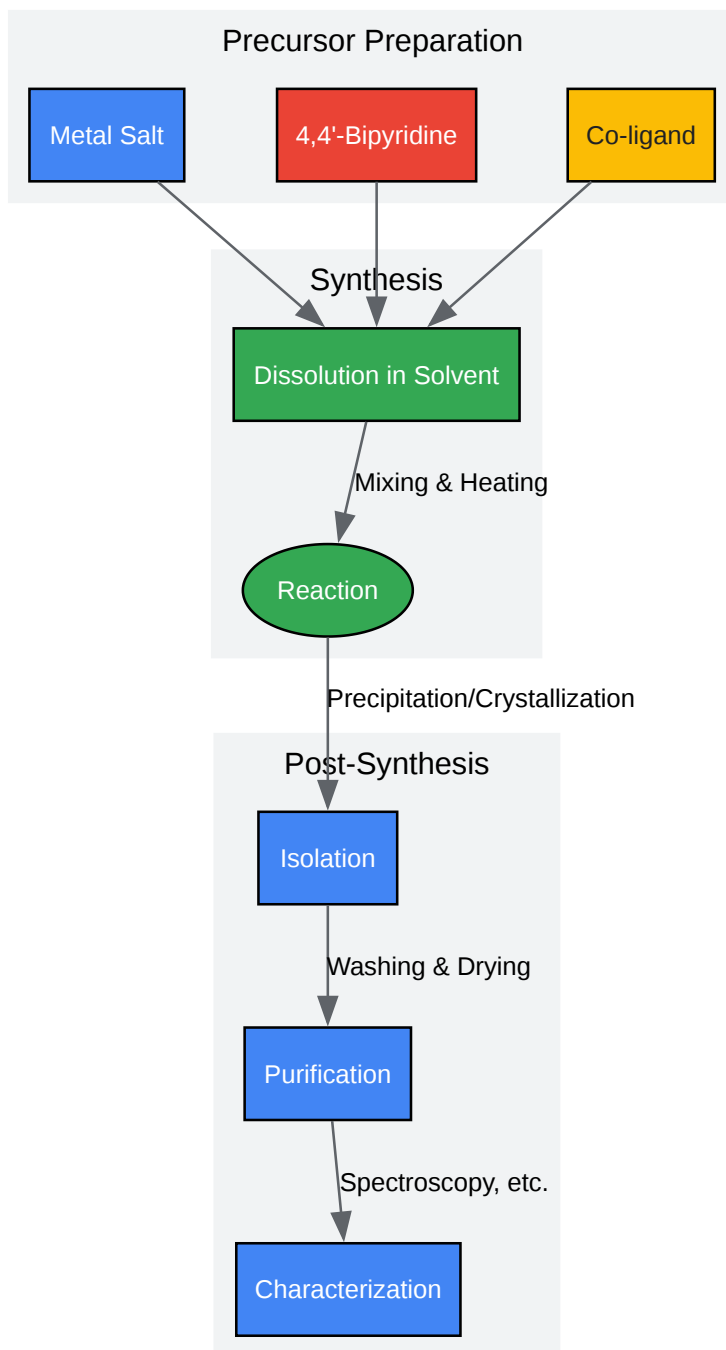 Precursor Preparation
Metal Salt
4,4'-Bipyridine
Co-ligand
Synthesis
Dissolution in Solvent
Mixing & Heating
Reaction
Precipitation/Crystallization
Post-Synthesis
Isolation
Washing & Drying
Purification
Spectroscopy, etc.
Characterization